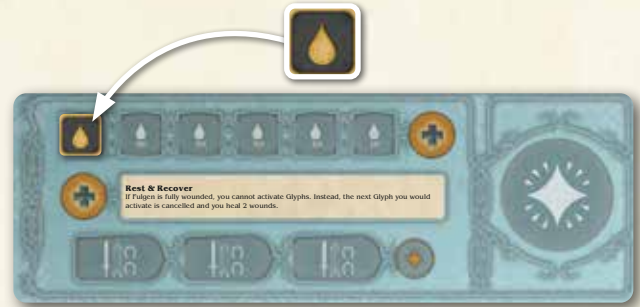 Rest & Recover
If Fulgen is fully wounded, you cannot activate Glyphs. Instead, the next Glyph you would
activate is cancelled and you heal 2 wounds.